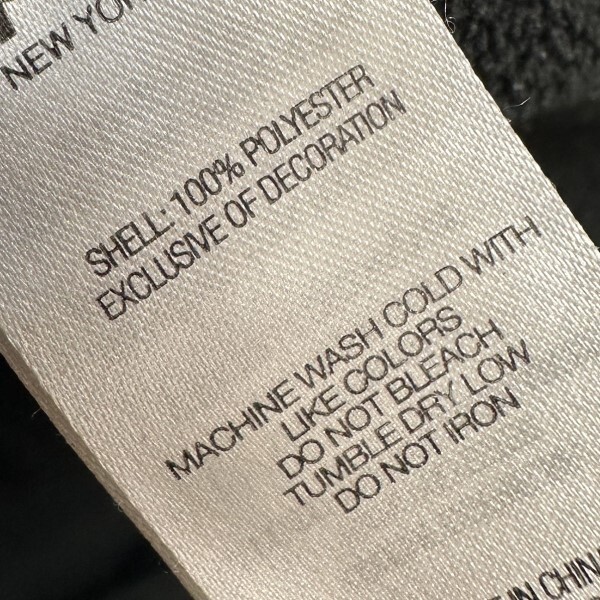 NEW YO
SHELL: 100% POLYESTER
EXCLUSIVE OF DECORATION
MACHINE WASH COLD WITH
LIKE COLORS
DO NOT BLEACH
TUMBLE DRY LOW
DO NOT IRON
IN CHINA